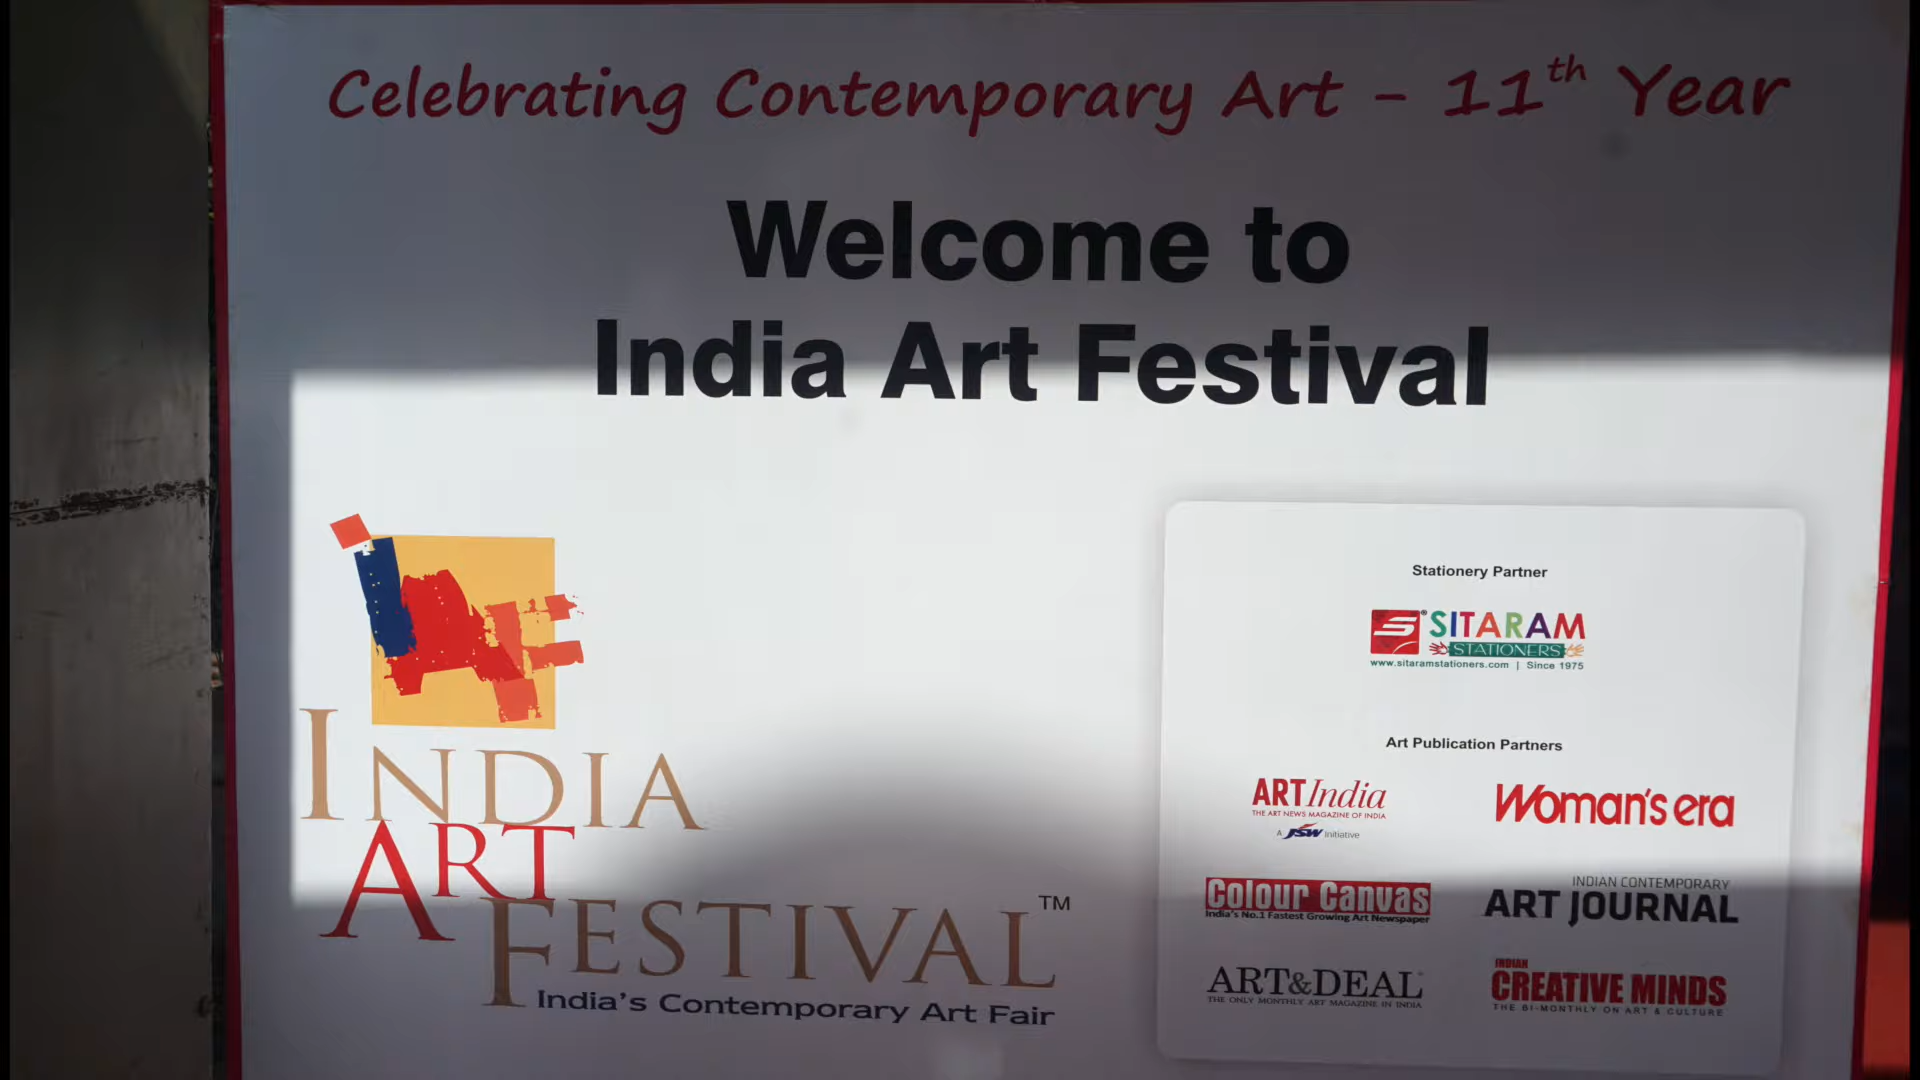 Celebrating Contemporary Art - 11th Year
Welcome to
India Art Festival
INDIA
ART
FESTIVAL™
India's Contemporary Art Fair
Stationery Partner
SITARAM®
STATIONERS
www.sitaramstationers.com | Since 1975
Art Publication Partners
ARTIndia
THE ART NEWS MAGAZINE OF INDIA
A JSW Initiative
Woman's era
Colour Canvas
India's No.1 Fastest Growing Art Newspaper
INDIAN CONTEMPORARY
ART JOURNAL
ART&DEAL
THE ONLY MONTHLY ART MAGAZINE IN INDIA
INDIAN
CREATIVE MINDS
THE BI-MONTHLY ON ART & CULTURE